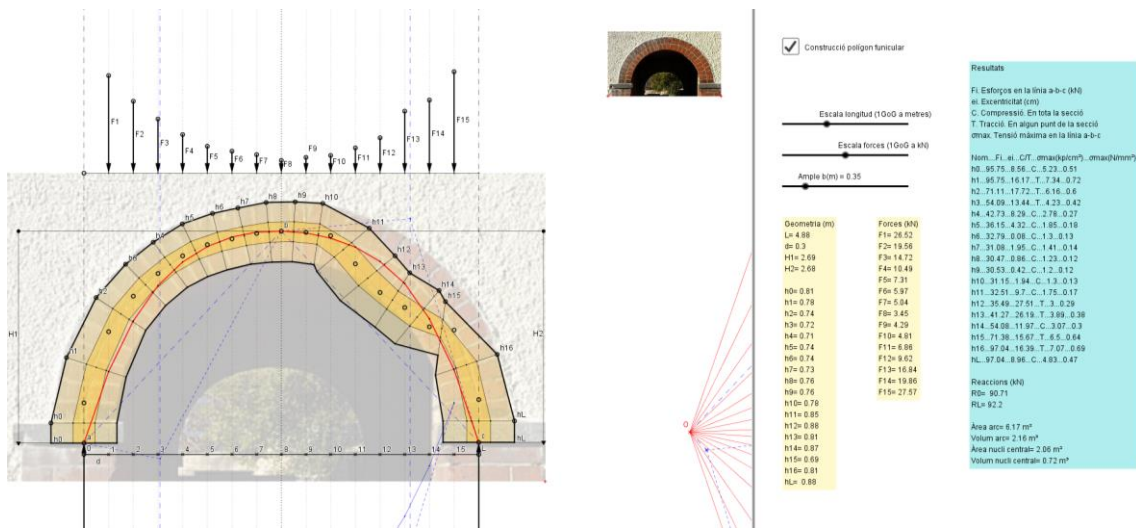 F1
F2
F3
F4
F5
F6
F7
F8
F9
F10
F11
F12
F13
F14
F15
h0
h0
h1
h2
h3
h4
h5
h6
h7
h8
h9
h10
h11
h12
h13
h14
h15
h16
hL
hL
H1
H2
a
b
0 1 2 3 4 5 6 7 8 9 10 11 12 13 14 15 L
d
O
Construcció polígon funicular
Escala longitud (1GoG a metres)
Escala forces (1GoG a kN)
Ample b(m) = 0.35
Geometria (m)
L= 4.88
d= 0.3
H1= 2.69
H2= 2.68
h0= 0.81
h1= 0.78
h2= 0.74
h3= 0.72
h4= 0.71
h5= 0.74
h6= 0.74
h7= 0.73
h8= 0.76
h9= 0.76
h10= 0.78
h11= 0.85
h12= 0.88
h13= 0.81
h14= 0.87
h15= 0.69
h16= 0.81
hL= 0.88
Forces (kN)
F1= 26.52
F2= 19.56
F3= 14.72
F4= 10.49
F5= 7.31
F6= 5.97
F7= 5.04
F8= 3.45
F9= 4.29
F10= 4.81
F11= 6.86
F12= 9.62
F13= 16.84
F14= 19.86
F15= 27.57
Resultats
Fi. Esforços en la línia a-b-c (kN)
ei. Excentricitat (cm)
C. Compressió. En tota la secció
T. Tracció. En algun punt de la secció
σmax. Tensió màxima en la línia a-b-c
Nom...Fi...ei...C/T...σmax(kp/cm²)...σmax(N/mm²)
h0...95.75...8.56...C...5.23...0.51
h1...95.75...16.17...T...7.34...0.72
h2...71.11...17.72...T...6.16...0.6
h3...54.09...13.44...T...4.23...0.42
h4...42.73...8.29...C...2.78...0.27
h5...36.15...4.32...C...1.85...0.18
h6...32.79...0.08...C...1.3...0.13
h7...31.08...1.95...C...1.41...0.14
h8...30.47...0.86...C...1.23...0.12
h9...30.53...0.42...C...1.2...0.12
h10...31.15...1.94...C...1.3...0.13
h11...32.51...9.7...C...1.75...0.17
h12...35.49...27.51...T...3...0.29
h13...41.27...26.19...T...3.89...0.38
h14...54.08...11.97...C...3.07...0.3
h15...71.38...15.67...T...6.5...0.64
h16...97.04...16.39...T...7.07...0.69
hL...97.04...8.96...C...4.83...0.47
Reaccions (kN)
R0= 90.71
RL= 92.2
Àrea arc= 6.17 m²
Volum arc= 2.16 m³
Àrea nucli central= 2.06 m²
Volum nucli central= 0.72 m³